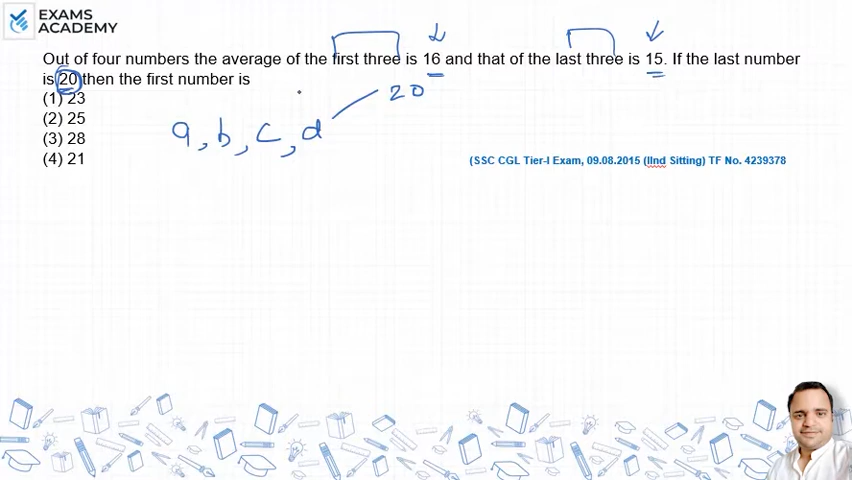 EXAMS
ACADEMY
Out of four numbers the average of the first three is 16 and that of the last three is 15. If the last number
is 20 then the first number is
(1) 23
(2) 25
(3) 28
(4) 21
a, b, c, d
20
(SSC CGL Tier-I Exam, 09.08.2015 (IInd Sitting) TF No. 4239378